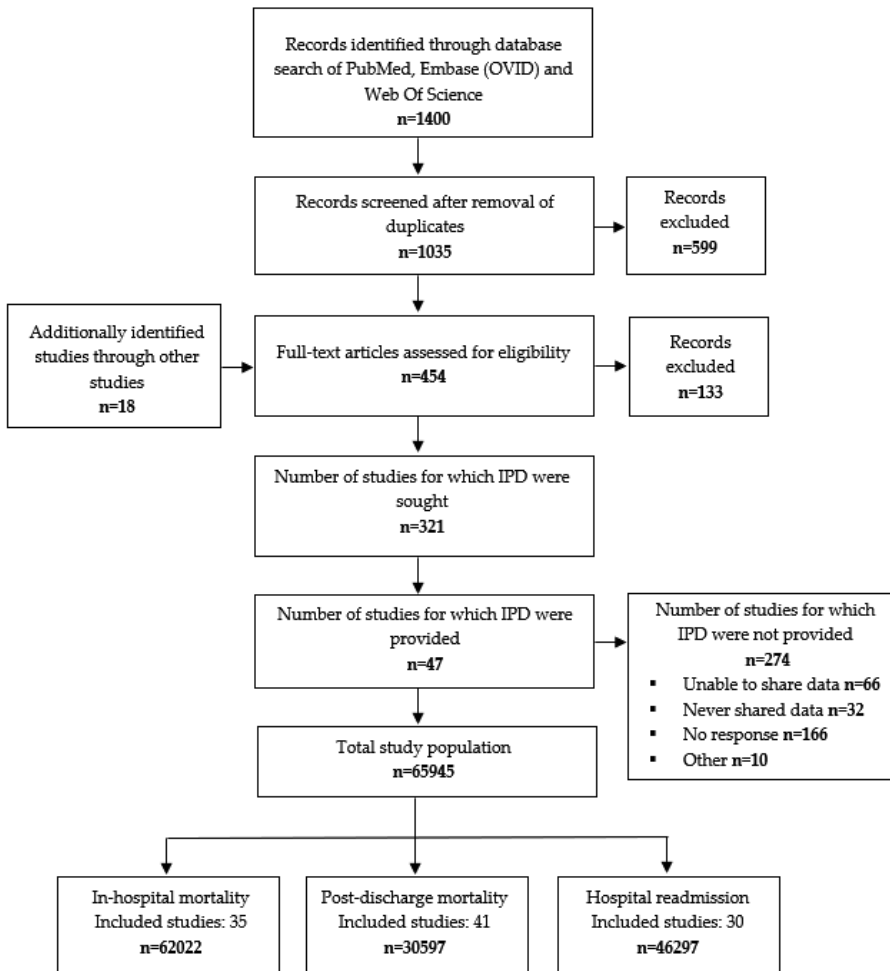 Records identified through database
search of PubMed, Embase (OVID) and
Web Of Science
n=1400
Records screened after removal of
duplicates
n=1035
Records
excluded
n=599
Additionally identified
studies through other
studies
n=18
Full-text articles assessed for eligibility
n=454
Records
excluded
n=133
Number of studies for which IPD were
sought
n=321
Number of studies for which IPD were
provided
n=47
Number of studies for which
IPD were not provided
n=274
▪ Unable to share data n=66
▪ Never shared data n=32
▪ No response n=166
▪ Other n=10
Total study population
n=65945
In-hospital mortality
Included studies: 35
n=62022
Post-discharge mortality
Included studies: 41
n=30597
Hospital readmission
Included studies: 30
n=46297